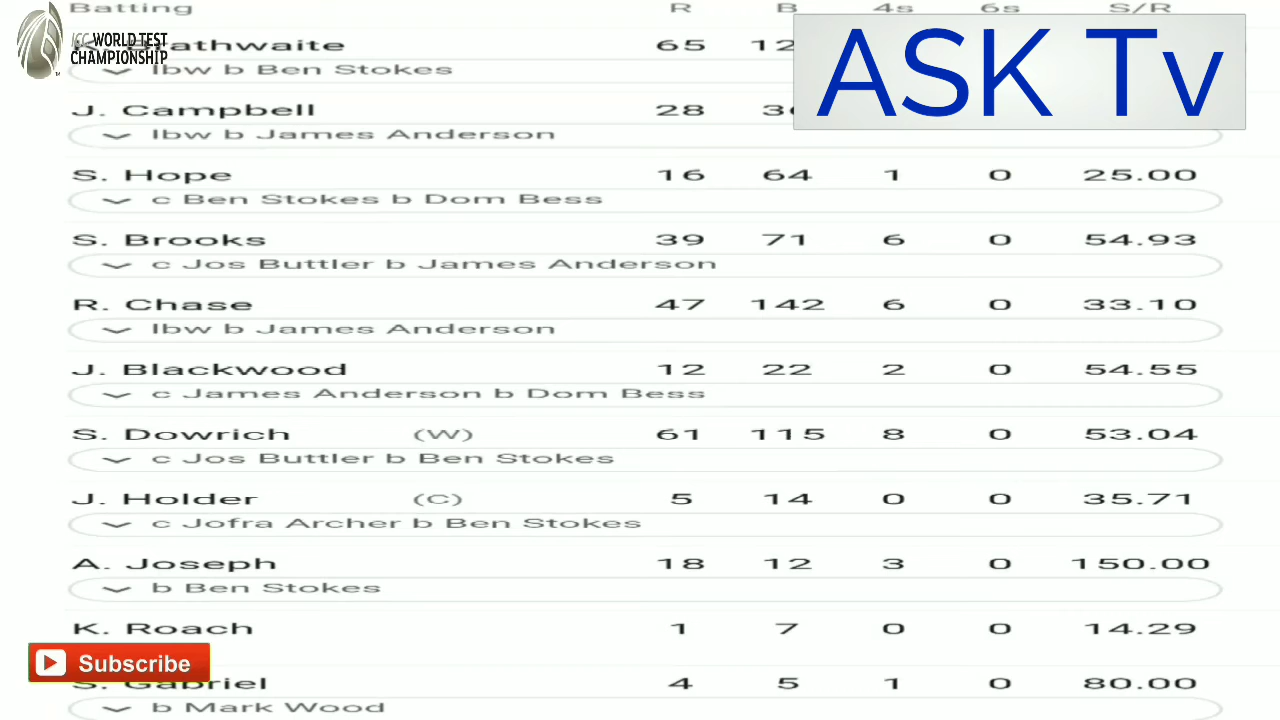 Batting R B 4s 6s S/R
ICC WORLD TEST
CHAMPIONSHIP
ASK Tv
Brathwaite 65
lbw b Ben Stokes
J. Campbell 28
lbw b James Anderson
S. Hope 16 64 1 0 25.00
c Ben Stokes b Dom Bess
S. Brooks 39 71 6 0 54.93
c Jos Buttler b James Anderson
R. Chase 47 142 6 0 33.10
lbw b James Anderson
J. Blackwood 12 22 2 0 54.55
c James Anderson b Dom Bess
S. Dowrich (W) 61 115 8 0 53.04
c Jos Buttler b Ben Stokes
J. Holder (C) 5 14 0 0 35.71
c Jofra Archer b Ben Stokes
A. Joseph 18 12 3 0 150.00
b Ben Stokes
K. Roach 1 7 0 0 14.29
Subscribe
S. Gabriel 4 5 1 0 80.00
b Mark Wood